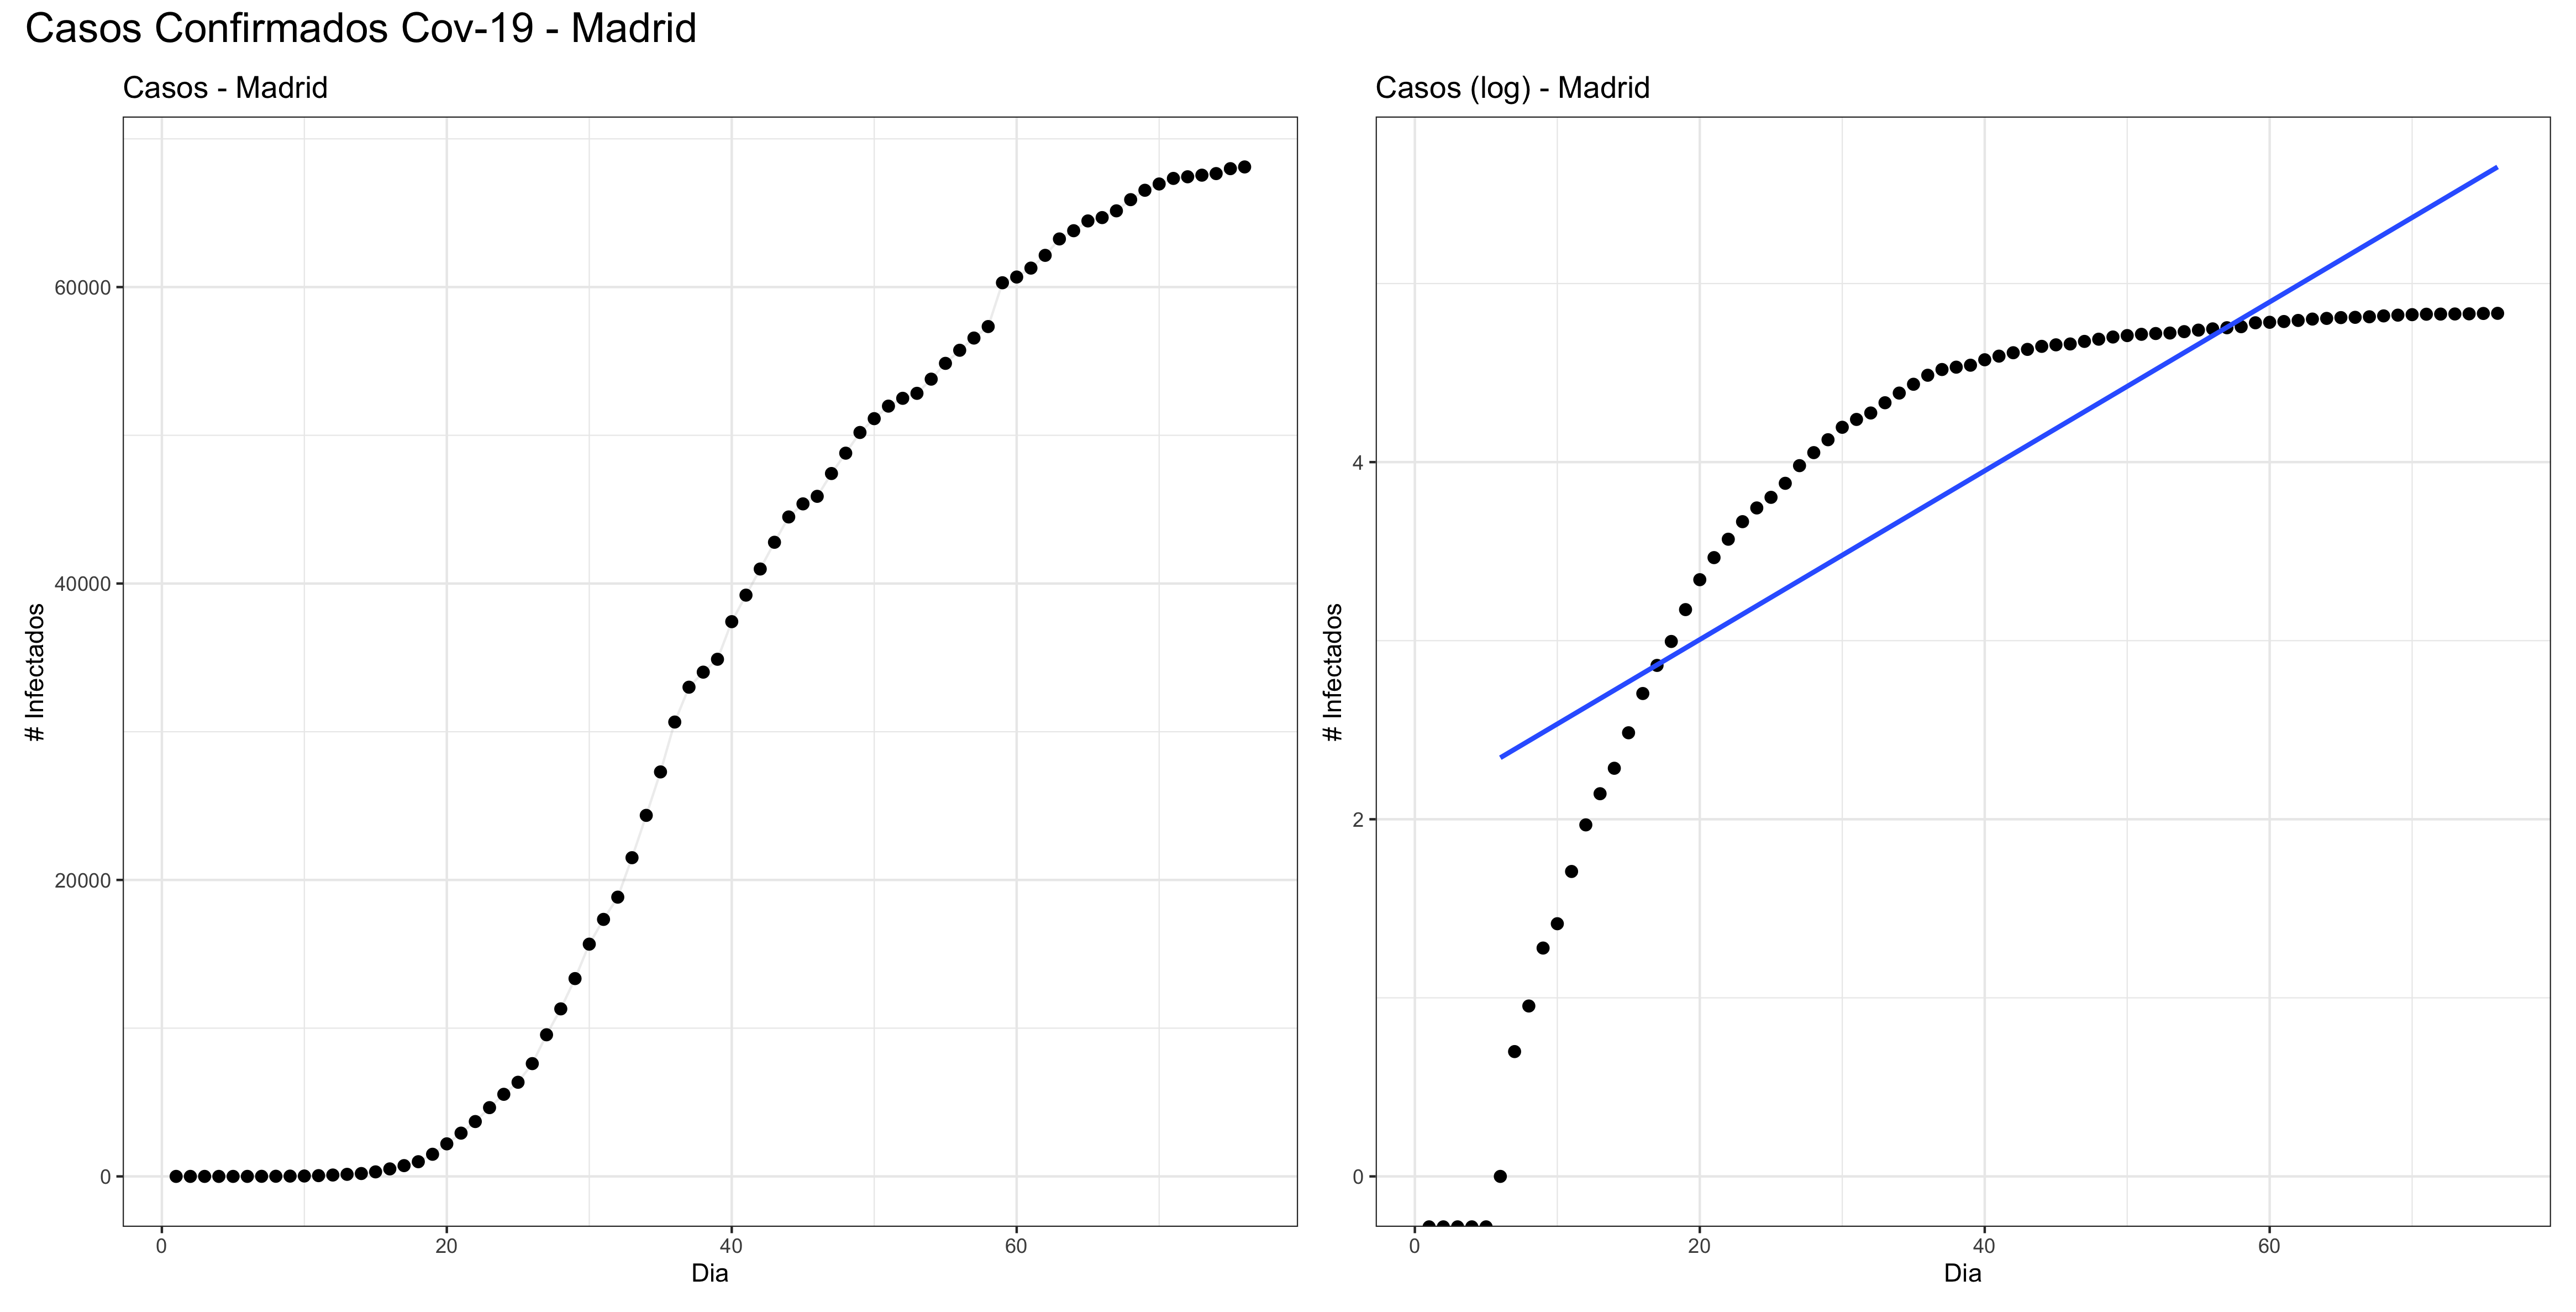 Casos Confirmados Cov-19 - Madrid
Casos - Madrid
# Infectados
60000
40000
20000
0
0 20 40 60
Dia
Casos (log) - Madrid
# Infectados
4
2
0
0 20 40 60
Dia